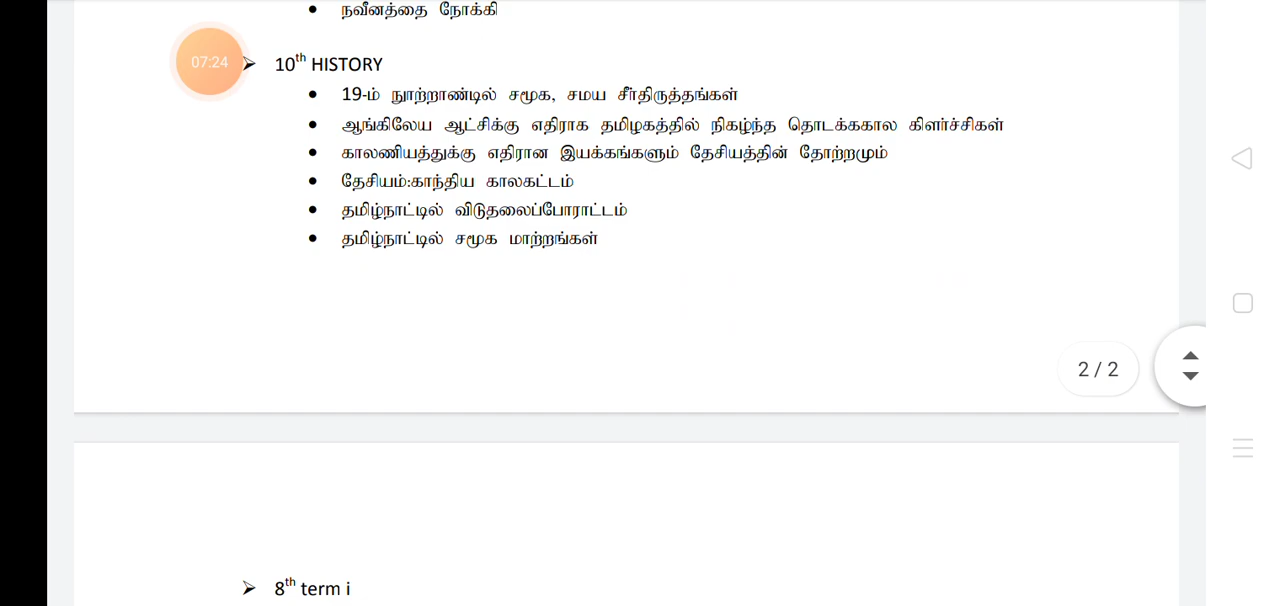 நவீனத்தை நோக்கி
07:24
10th HISTORY
19-ம் நூற்றாண்டில் சமூக, சமய சீர்திருத்தங்கள்
ஆங்கிலேய ஆட்சிக்கு எதிராக தமிழகத்தில் நிகழ்ந்த தொடக்ககால கிளர்ச்சிகள்
காலணியத்துக்கு எதிரான இயக்கங்களும் தேசியத்தின் தோற்றமும்
தேசியம்:காந்திய காலகட்டம்
தமிழ்நாட்டில் விடுதலைப்போராட்டம்
தமிழ்நாட்டில் சமூக மாற்றங்கள்
2 / 2
8th term i